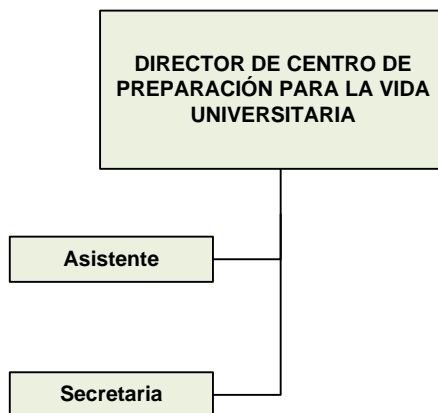 DIRECTOR DE CENTRO DE
PREPARACIÓN PARA LA VIDA
UNIVERSITARIA
Asistente
Secretaria